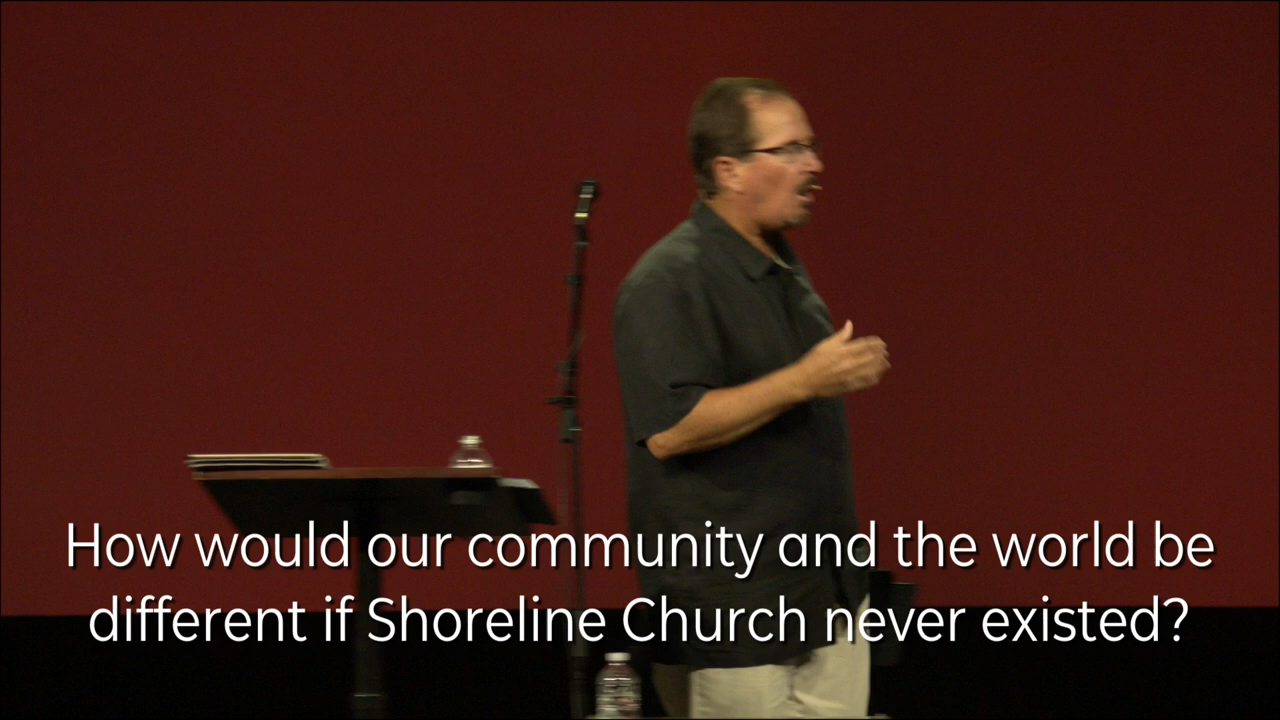 How would our community and the world be
different if Shoreline Church never existed?